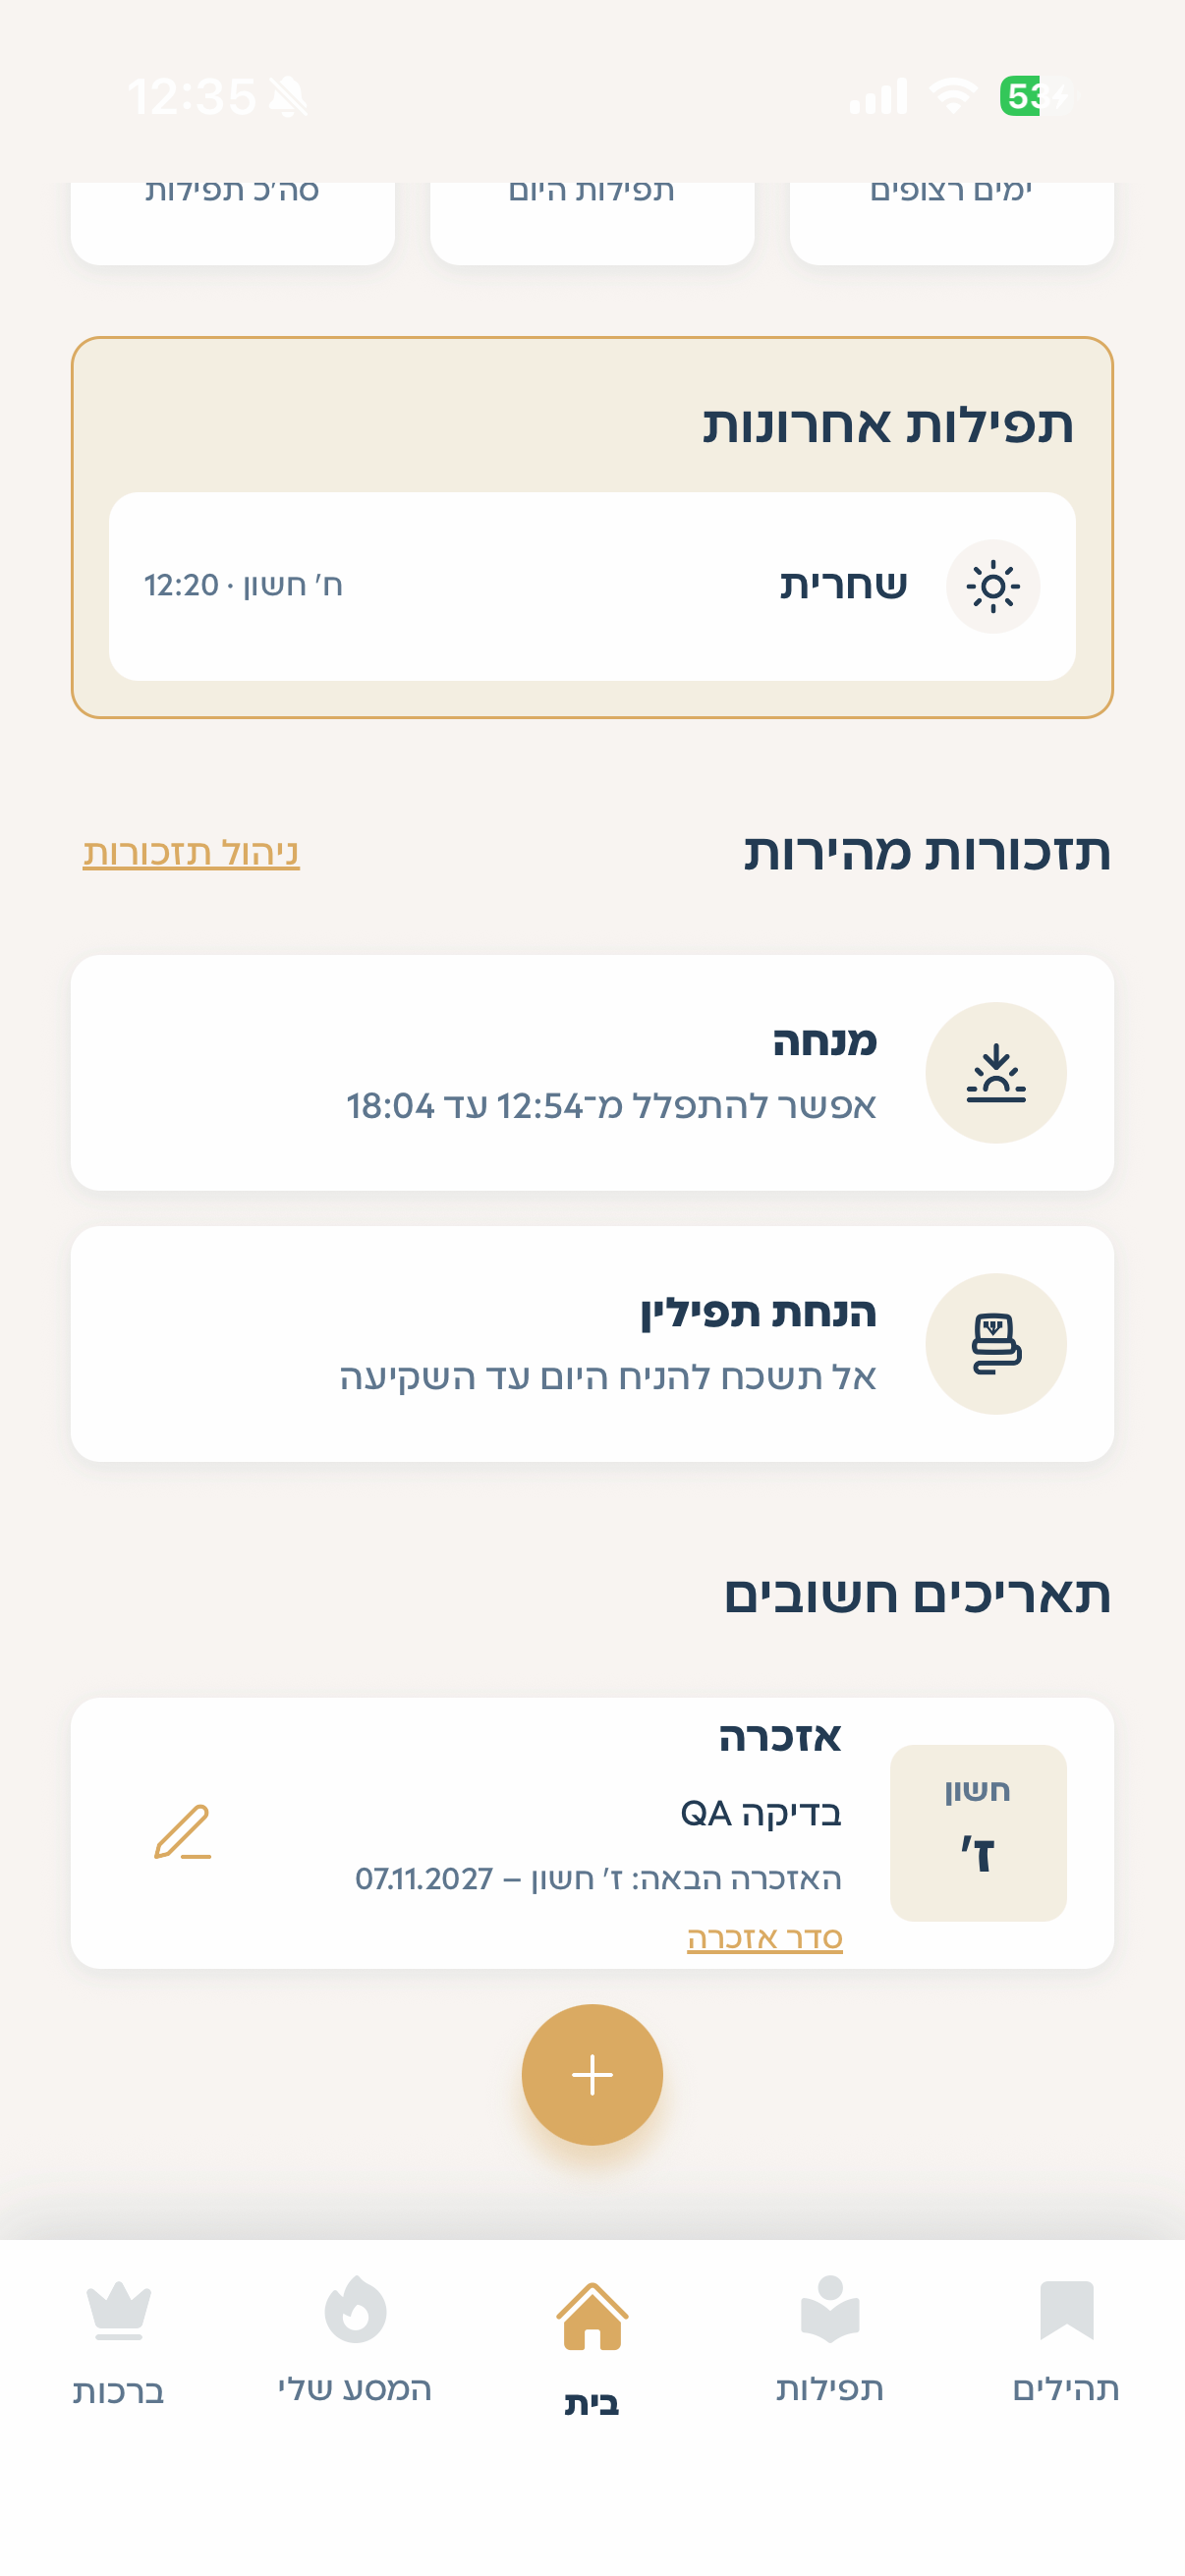 12:35
53
ימים רצופים
תפילות היום
סה'כ תפילות
תפילות אחרונות
שחרית
ח' חשון · 12:20
תזכורות מהירות
ניהול תזכורות
מנחה
אפשר להתפלל מ־12:54 עד 18:04
הנחת תפילין
אל תשכח להניח היום עד השקיעה
תאריכים חשובים
חשון
ז'
אזכרה
בדיקה QA
האזכרה הבאה: ז' חשון – 07.11.2027
סדר אזכרה
תהילים
תפילות
בית
המסע שלי
ברכות